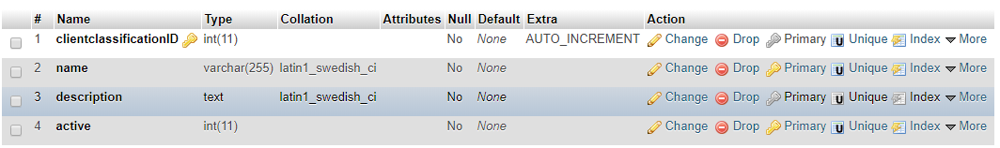 # Name Type Collation Attributes Null Default Extra Action
1 clientclassificationID int(11) No None AUTO_INCREMENT Change Drop Primary Unique Index More
2 name varchar(255) latin1_swedish_ci No None Change Drop Primary Unique Index More
3 description text latin1_swedish_ci No None Change Drop Primary Unique Index More
4 active int(11) No None Change Drop Primary Unique Index More